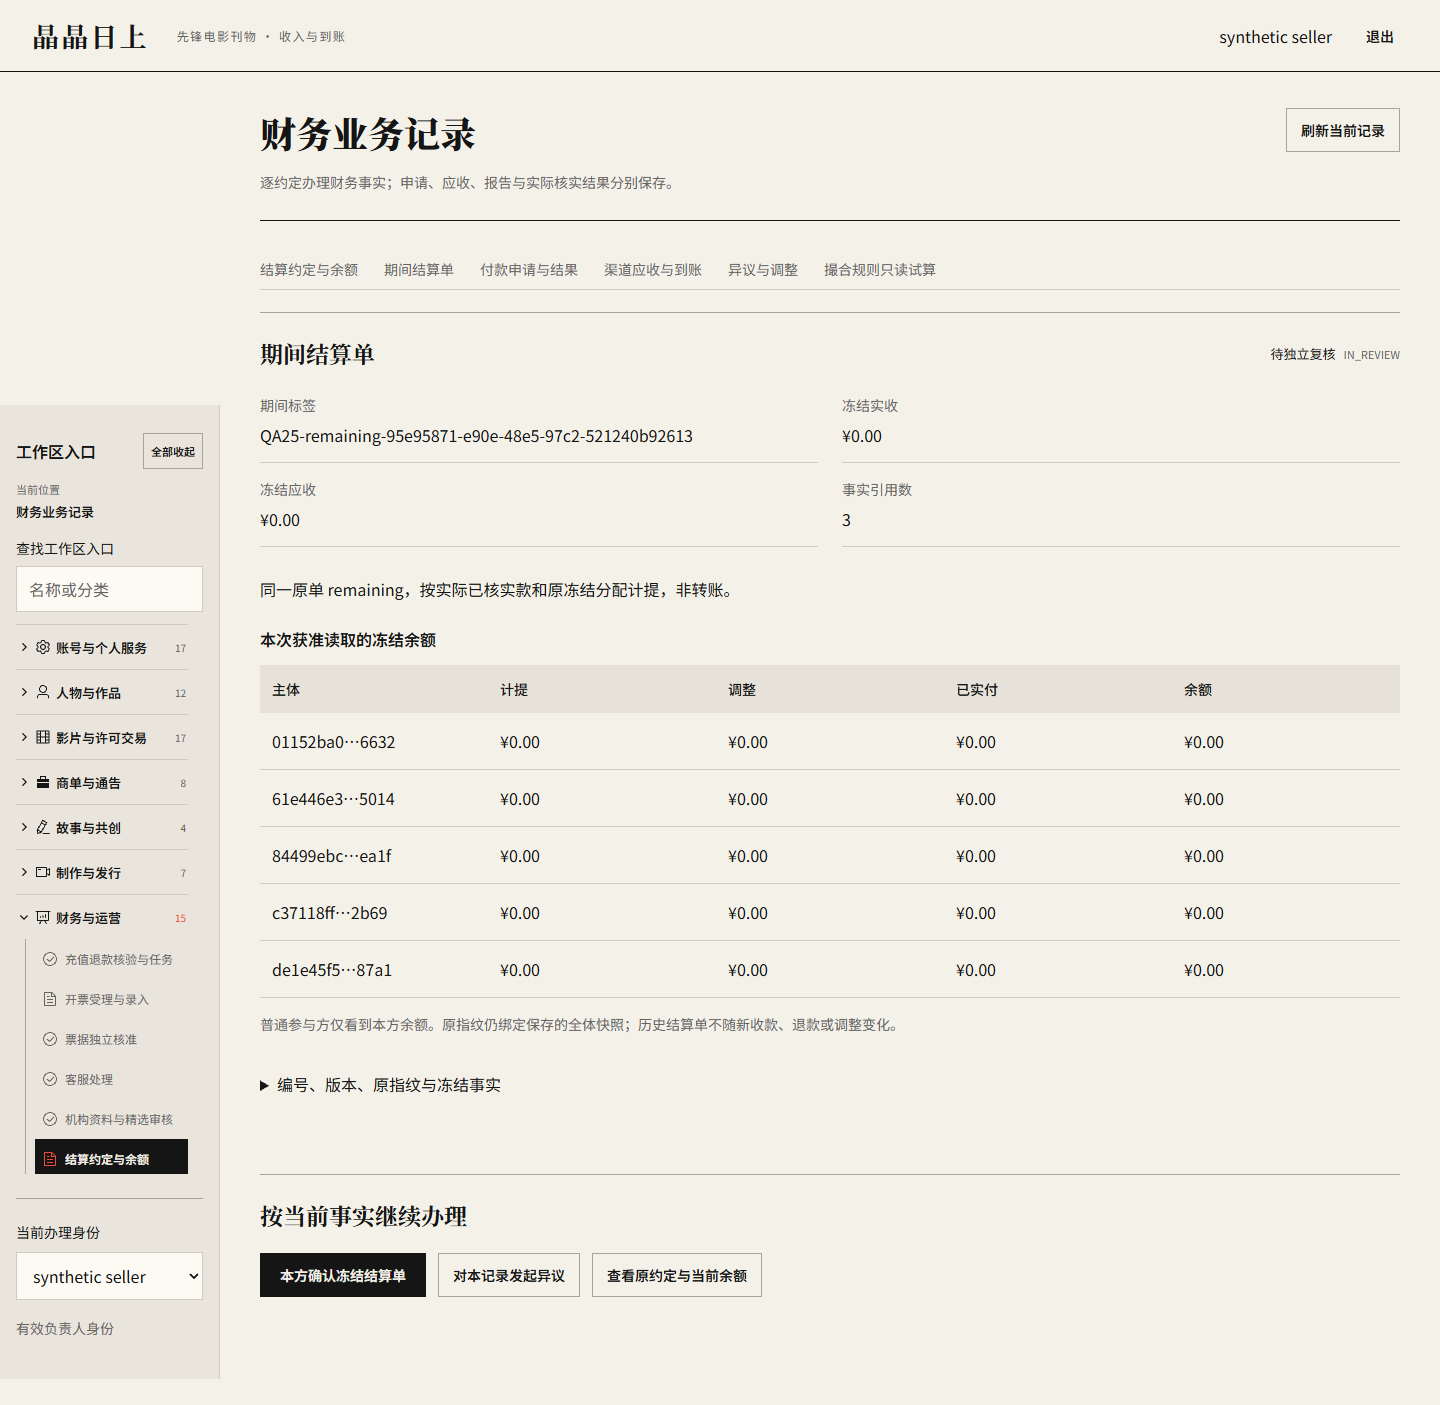 晶晶日上
先锋电影刊物 · 收入与到账
synthetic seller
退出
财务业务记录
刷新当前记录
逐约定办理财务事实；申请、应收、报告与实际核实结果分别保存。
结算约定与余额 期间结算单 付款申请与结果 渠道应收与到账 异议与调整 撮合规则只读试算
期间结算单
待独立复核 IN_REVIEW
期间标签
QA25-remaining-95e95871-e90e-48e5-97c2-521240b92613
冻结实收
¥0.00
冻结应收
¥0.00
事实引用数
3
同一原单 remaining，按实际已核实款和原冻结分配计提，非转账。
本次获准读取的冻结余额
主体 计提 调整 已实付 余额
01152ba0…6632 ¥0.00 ¥0.00 ¥0.00 ¥0.00
61e446e3…5014 ¥0.00 ¥0.00 ¥0.00 ¥0.00
84499ebc…ea1f ¥0.00 ¥0.00 ¥0.00 ¥0.00
c37118ff…2b69 ¥0.00 ¥0.00 ¥0.00 ¥0.00
de1e45f5…87a1 ¥0.00 ¥0.00 ¥0.00 ¥0.00
普通参与方仅看到本方余额。原指纹仍绑定保存的全体快照；历史结算单不随新收款、退款或调整变化。
编号、版本、原指纹与冻结事实
按当前事实继续办理
本方确认冻结结算单
对本记录发起异议
查看原约定与当前余额
工作区入口
全部收起
当前位置
财务业务记录
查找工作区入口
名称或分类
账号与个人服务 17
人物与作品 12
影片与许可交易 17
商单与通告 8
故事与共创 4
制作与发行 7
财务与运营 15
充值退款核验与任务
开票受理与录入
票据独立核准
客服处理
机构资料与精选审核
结算约定与余额
当前办理身份
synthetic seller
有效负责人身份